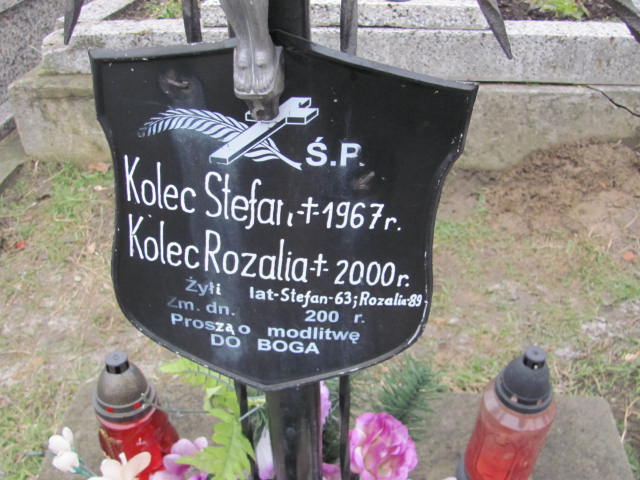 Ś.P.
Kolec Stefan + 1967 r.
Kolec Rozalia + 2000 r.
Żyli lat-Stefan-63; Rozalia-89-
Zm. dn. 200 r.
Proszą o modlitwę
DO BOGA